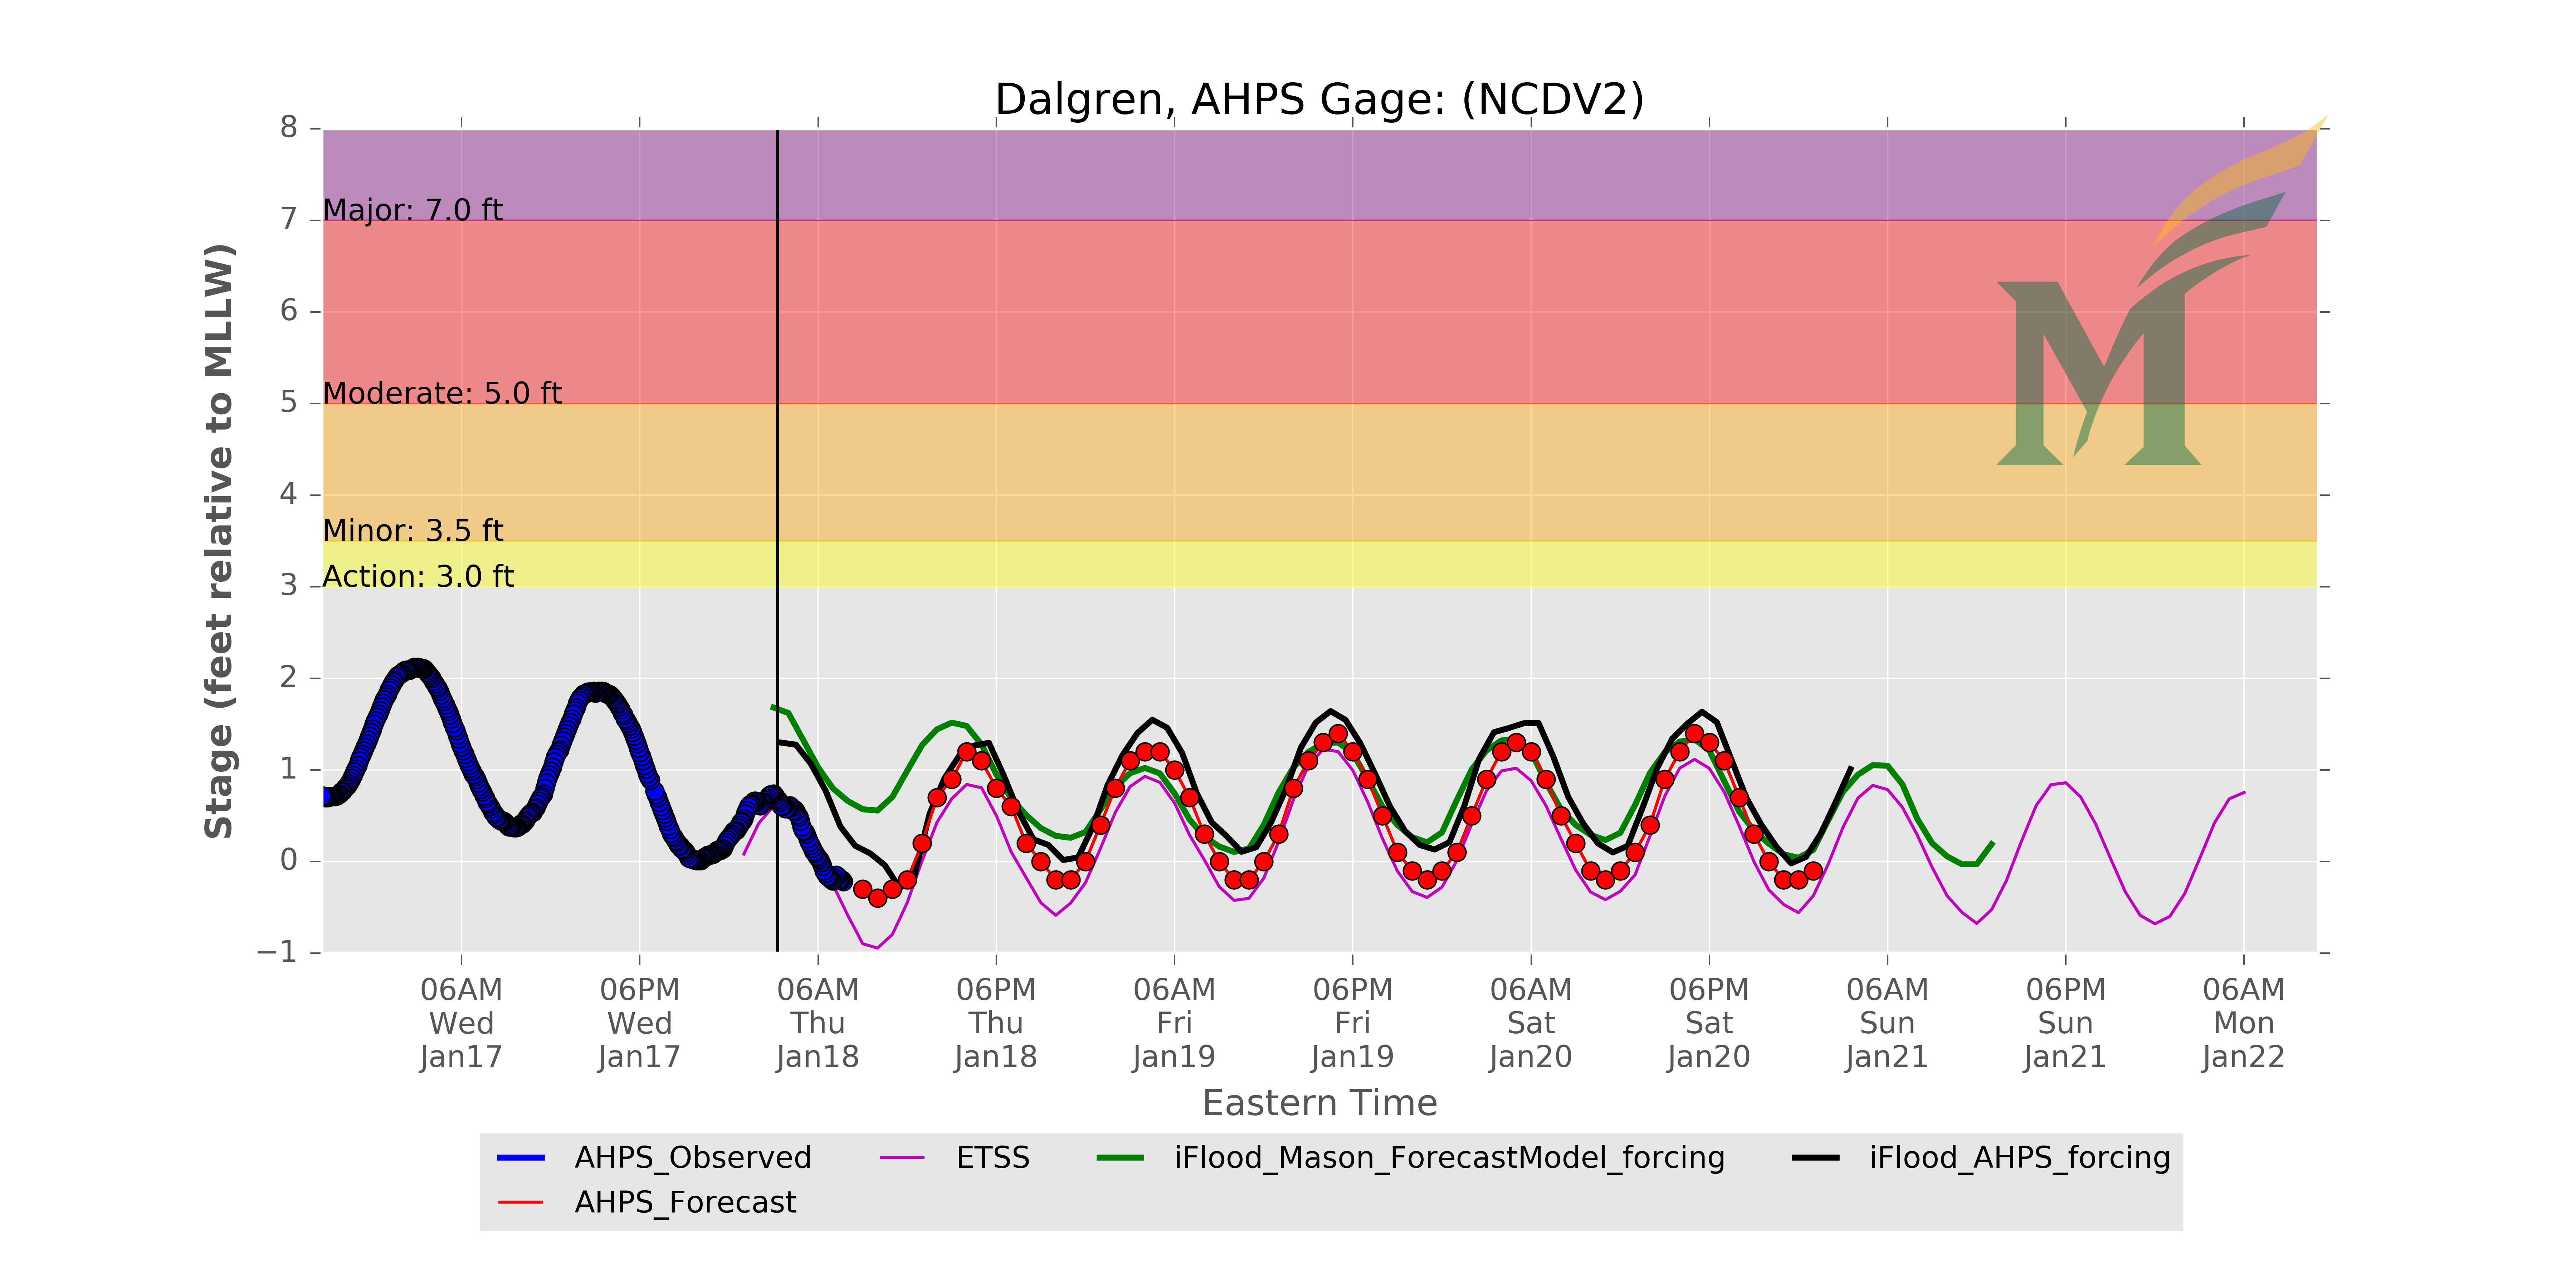 Dalgren, AHPS Gage: (NCDV2)
Stage (feet relative to MLLW)
8
7
6
5
4
3
2
1
0
−1
Major: 7.0 ft
Moderate: 5.0 ft
Minor: 3.5 ft
Action: 3.0 ft
M
06AM 06PM 06AM 06PM 06AM 06PM 06AM 06PM 06AM 06PM 06AM
Wed Wed Thu Thu Fri Fri Sat Sat Sun Sun Mon
Jan17 Jan17 Jan18 Jan18 Jan19 Jan19 Jan20 Jan20 Jan21 Jan21 Jan22
Eastern Time
AHPS_Observed ETSS iFlood_Mason_ForecastModel_forcing iFlood_AHPS_forcing
AHPS_Forecast